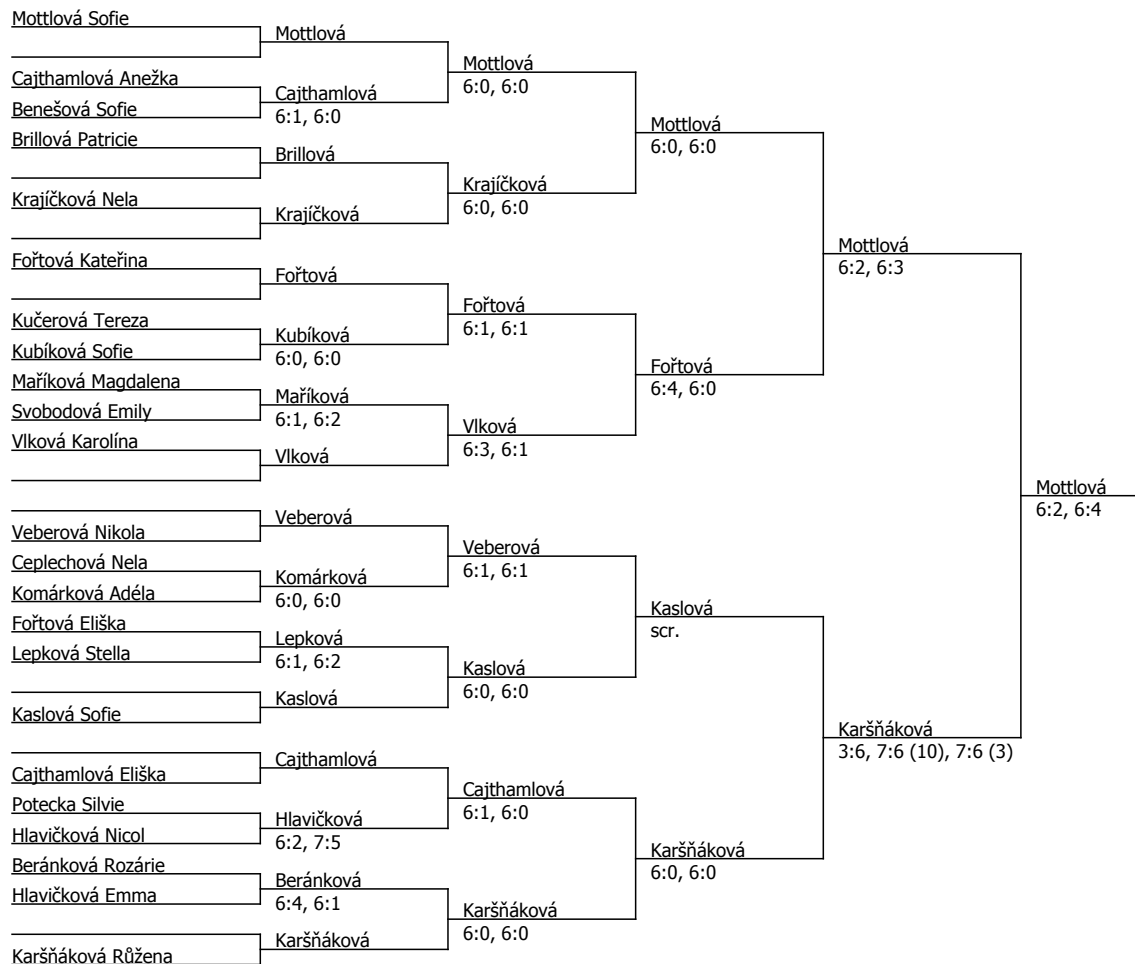 Mottlová Sofie
Cajthamlová Anežka
Benešová Sofie
Brillová Patricie
Krajíčková Nela
Fořtová Kateřina
Kučerová Tereza
Kubíková Sofie
Maříková Magdalena
Svobodová Emily
Vlková Karolína
Veberová Nikola
Ceplechová Nela
Komárková Adéla
Fořtová Eliška
Lepková Stella
Kaslová Sofie
Cajthamlová Eliška
Potecka Silvie
Hlavičková Nicol
Beránková Rozárie
Hlavičková Emma
Karšňáková Růžena
Mottlová
Cajthamlová
6:1, 6:0
Brillová
Krajíčková
Fořtová
Kubíková
6:0, 6:0
Maříková
6:1, 6:2
Vlková
Veberová
Komárková
6:0, 6:0
Lepková
6:1, 6:2
Kaslová
Cajthamlová
Hlavičková
6:2, 7:5
Beránková
6:4, 6:1
Karšňáková
Mottlová
6:0, 6:0
Krajíčková
6:0, 6:0
Fořtová
6:1, 6:1
Vlková
6:3, 6:1
Veberová
6:1, 6:1
Kaslová
6:0, 6:0
Cajthamlová
6:1, 6:0
Karšňáková
6:0, 6:0
Mottlová
6:0, 6:0
Fořtová
6:4, 6:0
Kaslová
scr.
Karšňáková
6:0, 6:0
Mottlová
6:2, 6:3
Karšňáková
3:6, 7:6 (10), 7:6 (3)
Mottlová
6:2, 6:4